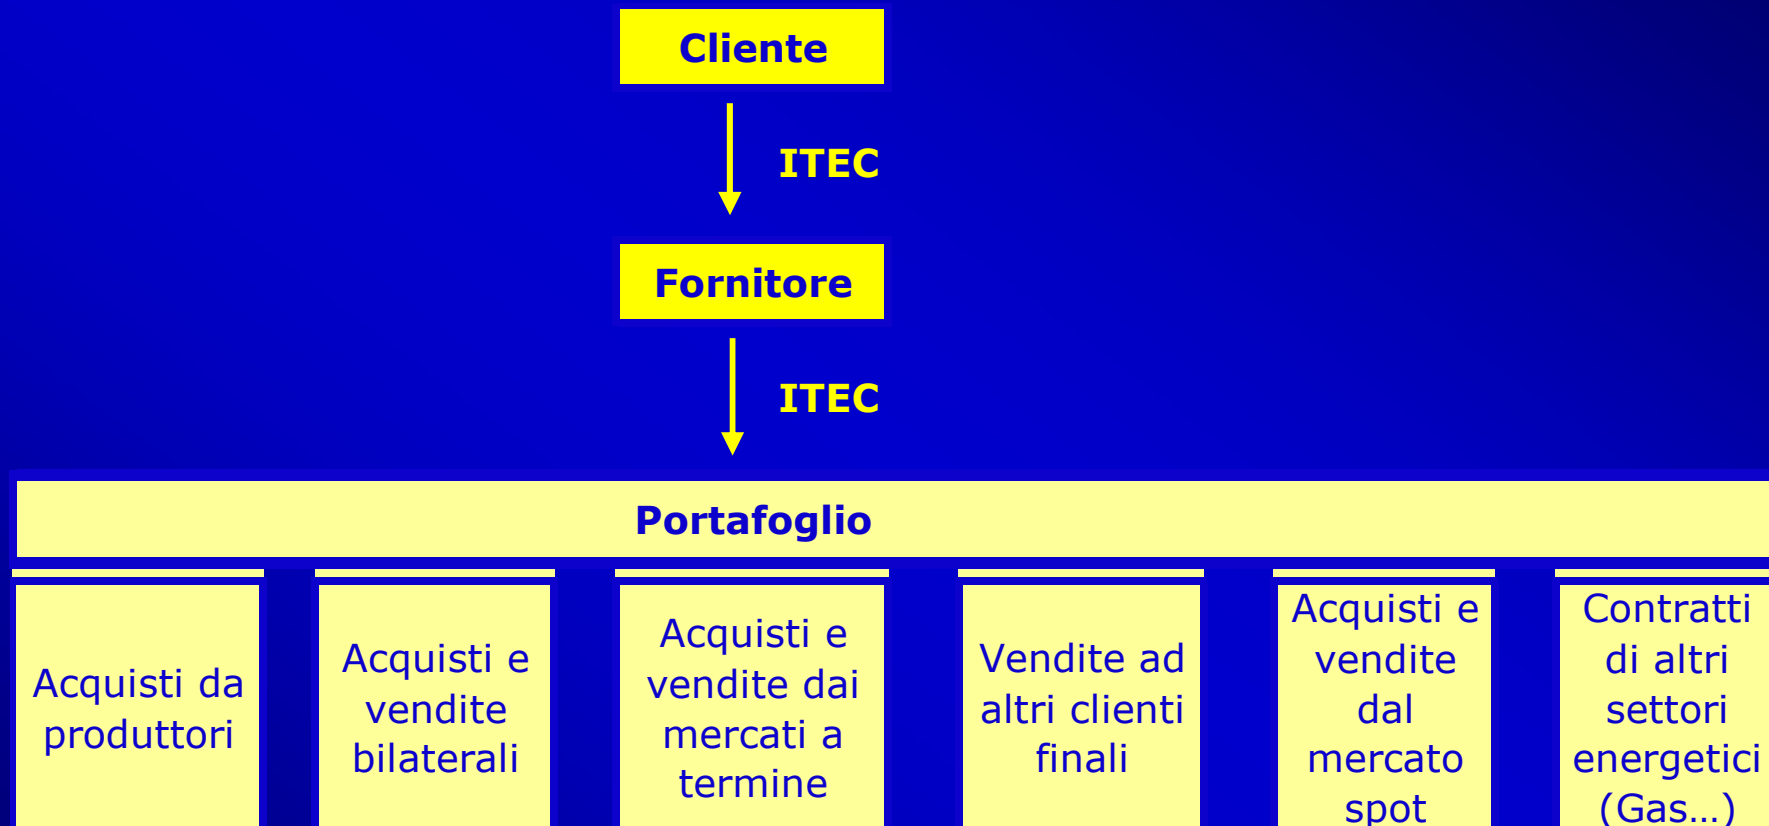 Cliente
ITEC
Fornitore
ITEC
Portafoglio
Acquisti da
produttori
Acquisti e
vendite
bilaterali
Acquisti e
vendite dai
mercati a
termine
Vendite ad
altri clienti
finali
Acquisti e
vendite
dal
mercato
spot
Contratti
di altri
settori
energetici
(Gas…)